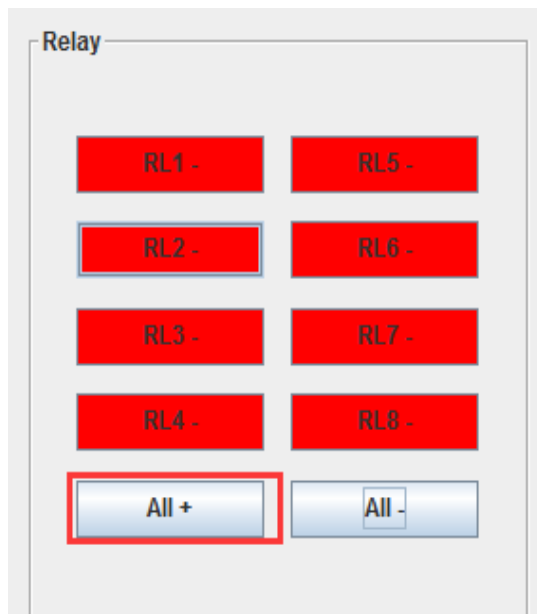 Relay
RL1 -
RL5 -
RL2 -
RL6 -
RL3 -
RL7 -
RL4 -
RL8 -
All +
All -